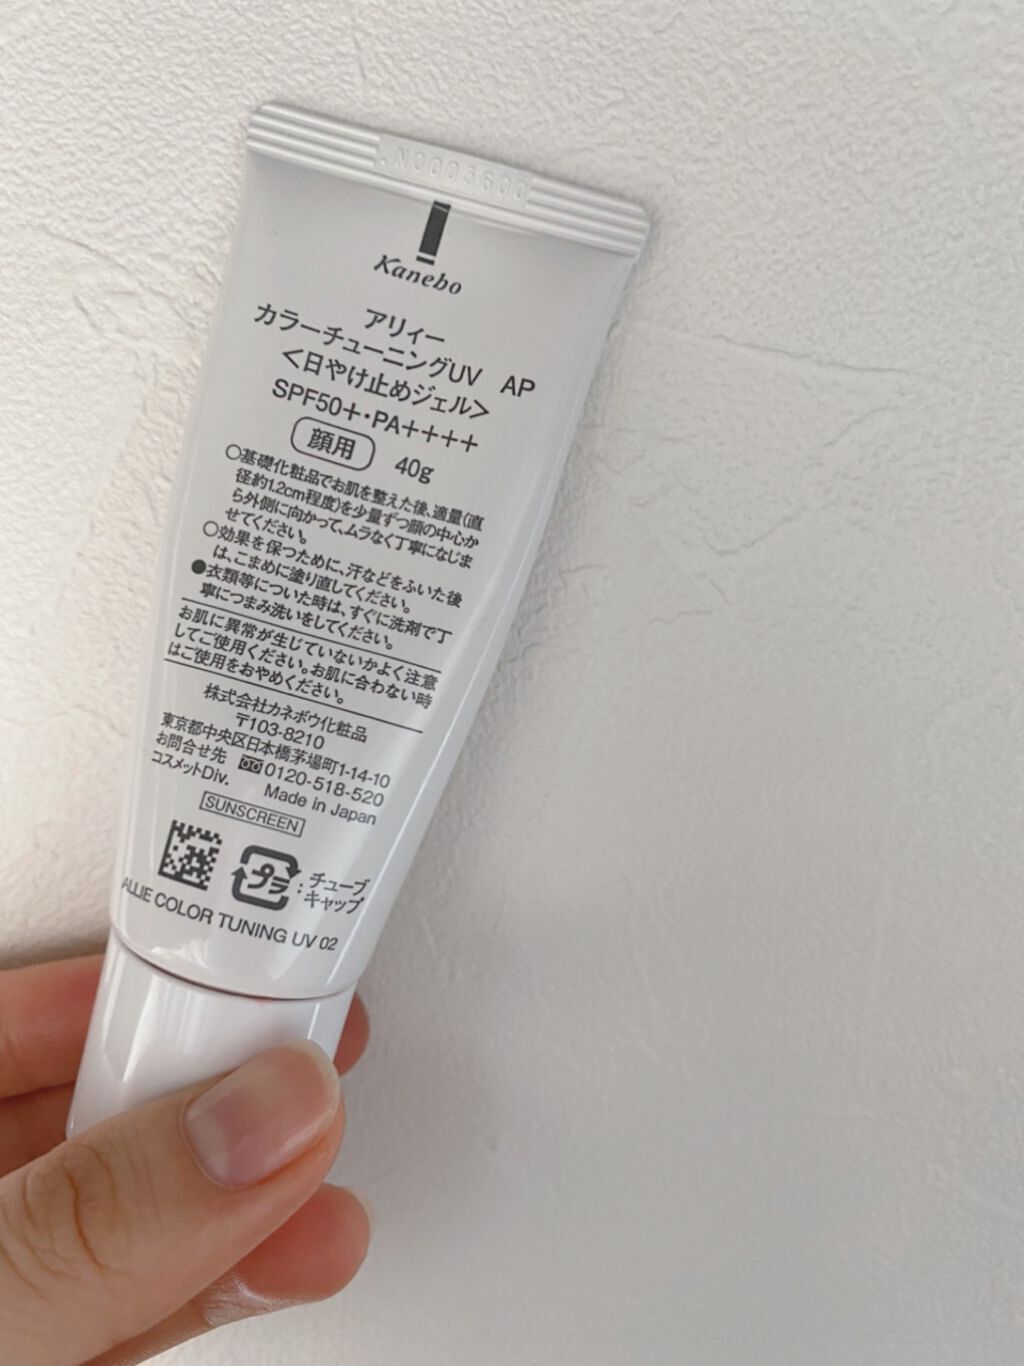 .N0003600
Kanebo
アリィー
カラーチューニングUV AP
<日やけ止めジェル>
SPF50+・PA++++
顔用 40g
○基礎化粧品でお肌を整えた後、適量(直
径約1.2cm程度)を少量ずつ顔の中心か
ら外側に向かって、ムラなく丁寧になじま
せてください。
○効果を保つために、汗などをふいた後
は、こまめに塗り直してください。
●衣類等についた時は、すぐに洗剤で丁
寧につまみ洗いをしてください。
お肌に異常が生じていないかよく注意
してご使用ください。お肌に合わない時
はご使用をおやめください。
株式会社カネボウ化粧品
〒103-8210
東京都中央区日本橋茅場町1-14-10
お問合せ先 0120-518-520
コスメットDiv. Made in Japan
SUNSCREEN
プラ : チューブ
キャップ
ALLIE COLOR TUNING UV 02